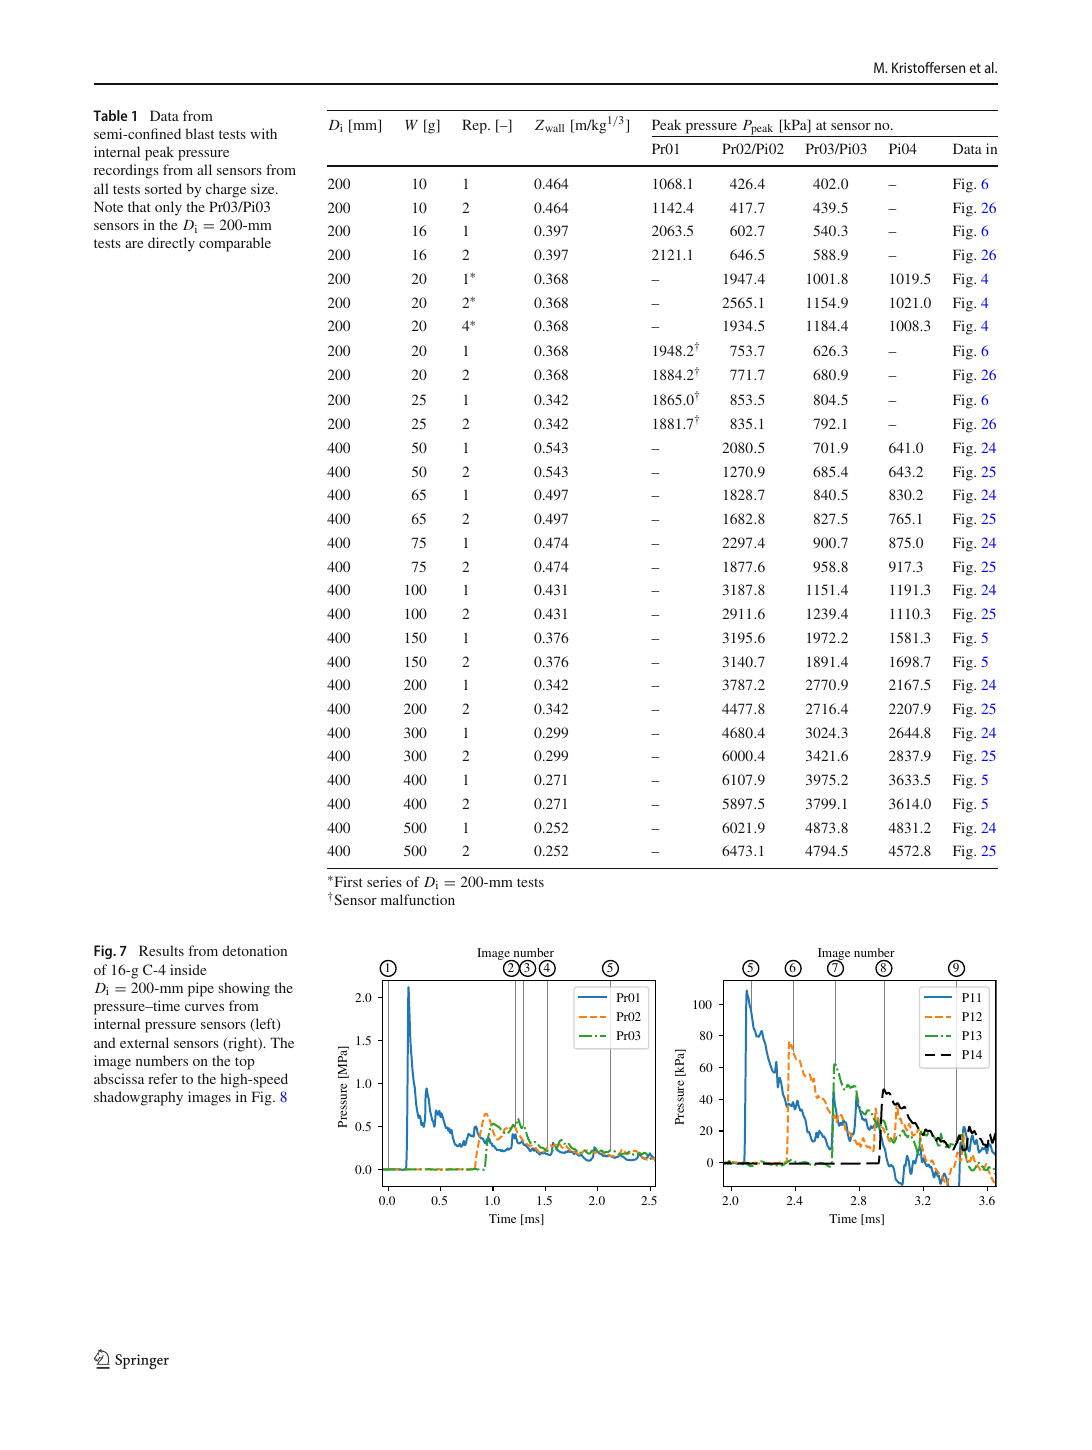 M. Kristoffersen et al.
Table 1 Data from
semi-confined blast tests with
internal peak pressure
recordings from all sensors from
all tests sorted by charge size.
Note that only the Pr03/Pi03
sensors in the Di = 200-mm
tests are directly comparable
Di [mm] W [g] Rep. [–] Zwall [m/kg^1/3] Peak pressure Ppeak [kPa] at sensor no.
Pr01 Pr02/Pi02 Pr03/Pi03 Pi04 Data in
200 10 1 0.464 1068.1 426.4 402.0 – Fig. 6
200 10 2 0.464 1142.4 417.7 439.5 – Fig. 26
200 16 1 0.397 2063.5 602.7 540.3 – Fig. 6
200 16 2 0.397 2121.1 646.5 588.9 – Fig. 26
200 20 1* 0.368 – 1947.4 1001.8 1019.5 Fig. 4
200 20 2* 0.368 – 2565.1 1154.9 1021.0 Fig. 4
200 20 4* 0.368 – 1934.5 1184.4 1008.3 Fig. 4
200 20 1 0.368 1948.2† 753.7 626.3 – Fig. 6
200 20 2 0.368 1884.2† 771.7 680.9 – Fig. 26
200 25 1 0.342 1865.0† 853.5 804.5 – Fig. 6
200 25 2 0.342 1881.7† 835.1 792.1 – Fig. 26
400 50 1 0.543 – 2080.5 701.9 641.0 Fig. 24
400 50 2 0.543 – 1270.9 685.4 643.2 Fig. 25
400 65 1 0.497 – 1828.7 840.5 830.2 Fig. 24
400 65 2 0.497 – 1682.8 827.5 765.1 Fig. 25
400 75 1 0.474 – 2297.4 900.7 875.0 Fig. 24
400 75 2 0.474 – 1877.6 958.8 917.3 Fig. 25
400 100 1 0.431 – 3187.8 1151.4 1191.3 Fig. 24
400 100 2 0.431 – 2911.6 1239.4 1110.3 Fig. 25
400 150 1 0.376 – 3195.6 1972.2 1581.3 Fig. 5
400 150 2 0.376 – 3140.7 1891.4 1698.7 Fig. 5
400 200 1 0.342 – 3787.2 2770.9 2167.5 Fig. 24
400 200 2 0.342 – 4477.8 2716.4 2207.9 Fig. 25
400 300 1 0.299 – 4680.4 3024.3 2644.8 Fig. 24
400 300 2 0.299 – 6000.4 3421.6 2837.9 Fig. 25
400 400 1 0.271 – 6107.9 3975.2 3633.5 Fig. 5
400 400 2 0.271 – 5897.5 3799.1 3614.0 Fig. 5
400 500 1 0.252 – 6021.9 4873.8 4831.2 Fig. 24
400 500 2 0.252 – 6473.1 4794.5 4572.8 Fig. 25
*First series of Di = 200-mm tests
†Sensor malfunction
Fig. 7 Results from detonation
of 16-g C-4 inside
Di = 200-mm pipe showing the
pressure–time curves from
internal pressure sensors (left)
and external sensors (right). The
image numbers on the top
abscissa refer to the high-speed
shadowgraphy images in Fig. 8
Image number
1 2 3 4 5
Pressure [MPa]
2.0
1.5
1.0
0.5
0.0
Pr01
Pr02
Pr03
0.0 0.5 1.0 1.5 2.0 2.5
Time [ms]
Image number
5 6 7 8 9
Pressure [kPa]
100
80
60
40
20
0
P11
P12
P13
P14
2.0 2.4 2.8 3.2 3.6
Time [ms]
Springer